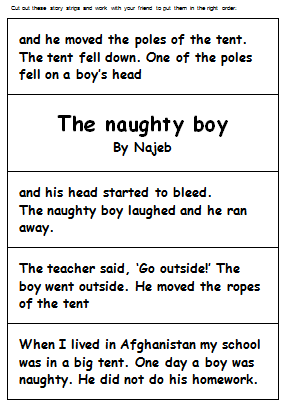 Cut out these story strips and work with your friend to put them in the right order.
and he moved the poles of the tent.
The tent fell down. One of the poles
fell on a boy's head
The naughty boy
By Najeb
and his head started to bleed.
The naughty boy laughed and he ran
away.
The teacher said, 'Go outside!' The
boy went outside. He moved the ropes
of the tent
When I lived in Afghanistan my school
was in a big tent. One day a boy was
naughty. He did not do his homework.